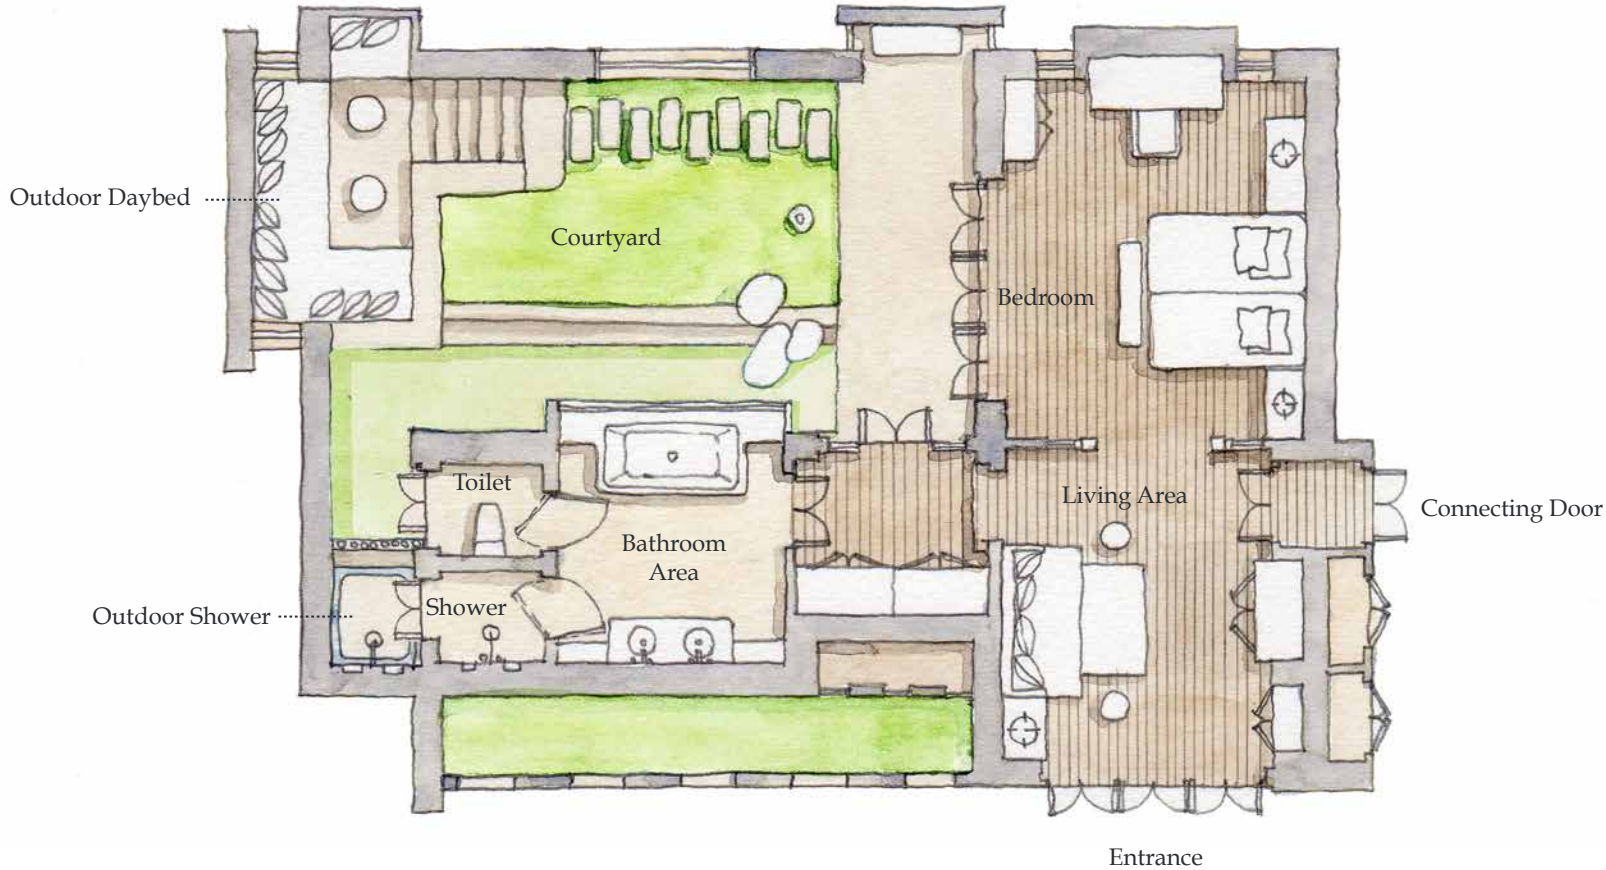 Outdoor Daybed
Courtyard
Bedroom
Toilet
Living Area
Connecting Door
Bathroom
Area
Outdoor Shower
Shower
Entrance